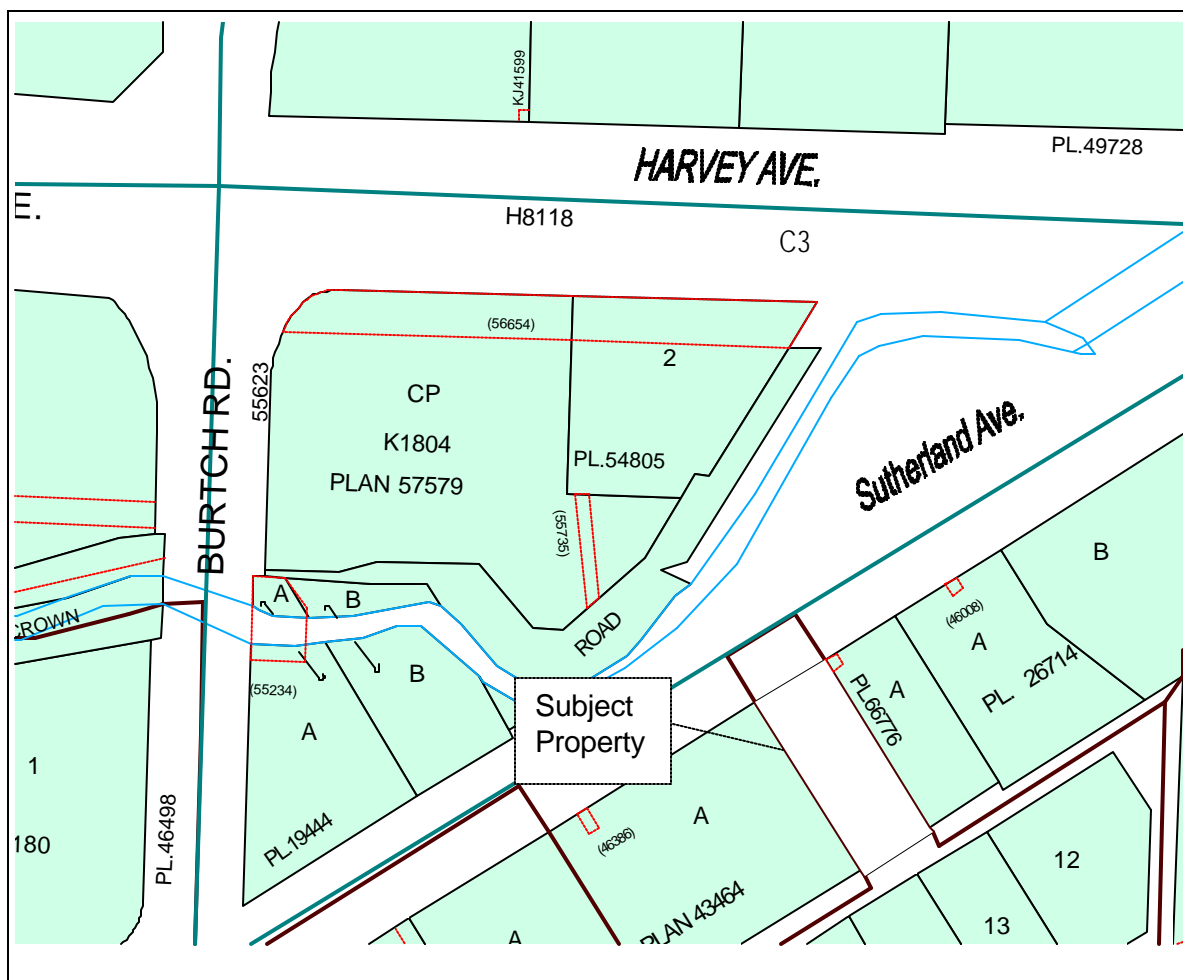 KJ41599
PL.49728
HARVEY AVE.
E.
H8118
C3
(56654)
2
55623
BURTCH RD.
CP
K1804
PLAN 57579
PL.54805
(55735)
Sutherland Ave.
A
B
ROAD
CROWN
B
(55234)
A
B
(46008)
A
PL. 26714
A
PL.66776
Subject
Property
1
180
PL.46498
PL.19444
A
(46386)
PLAN 43464
A
12
13